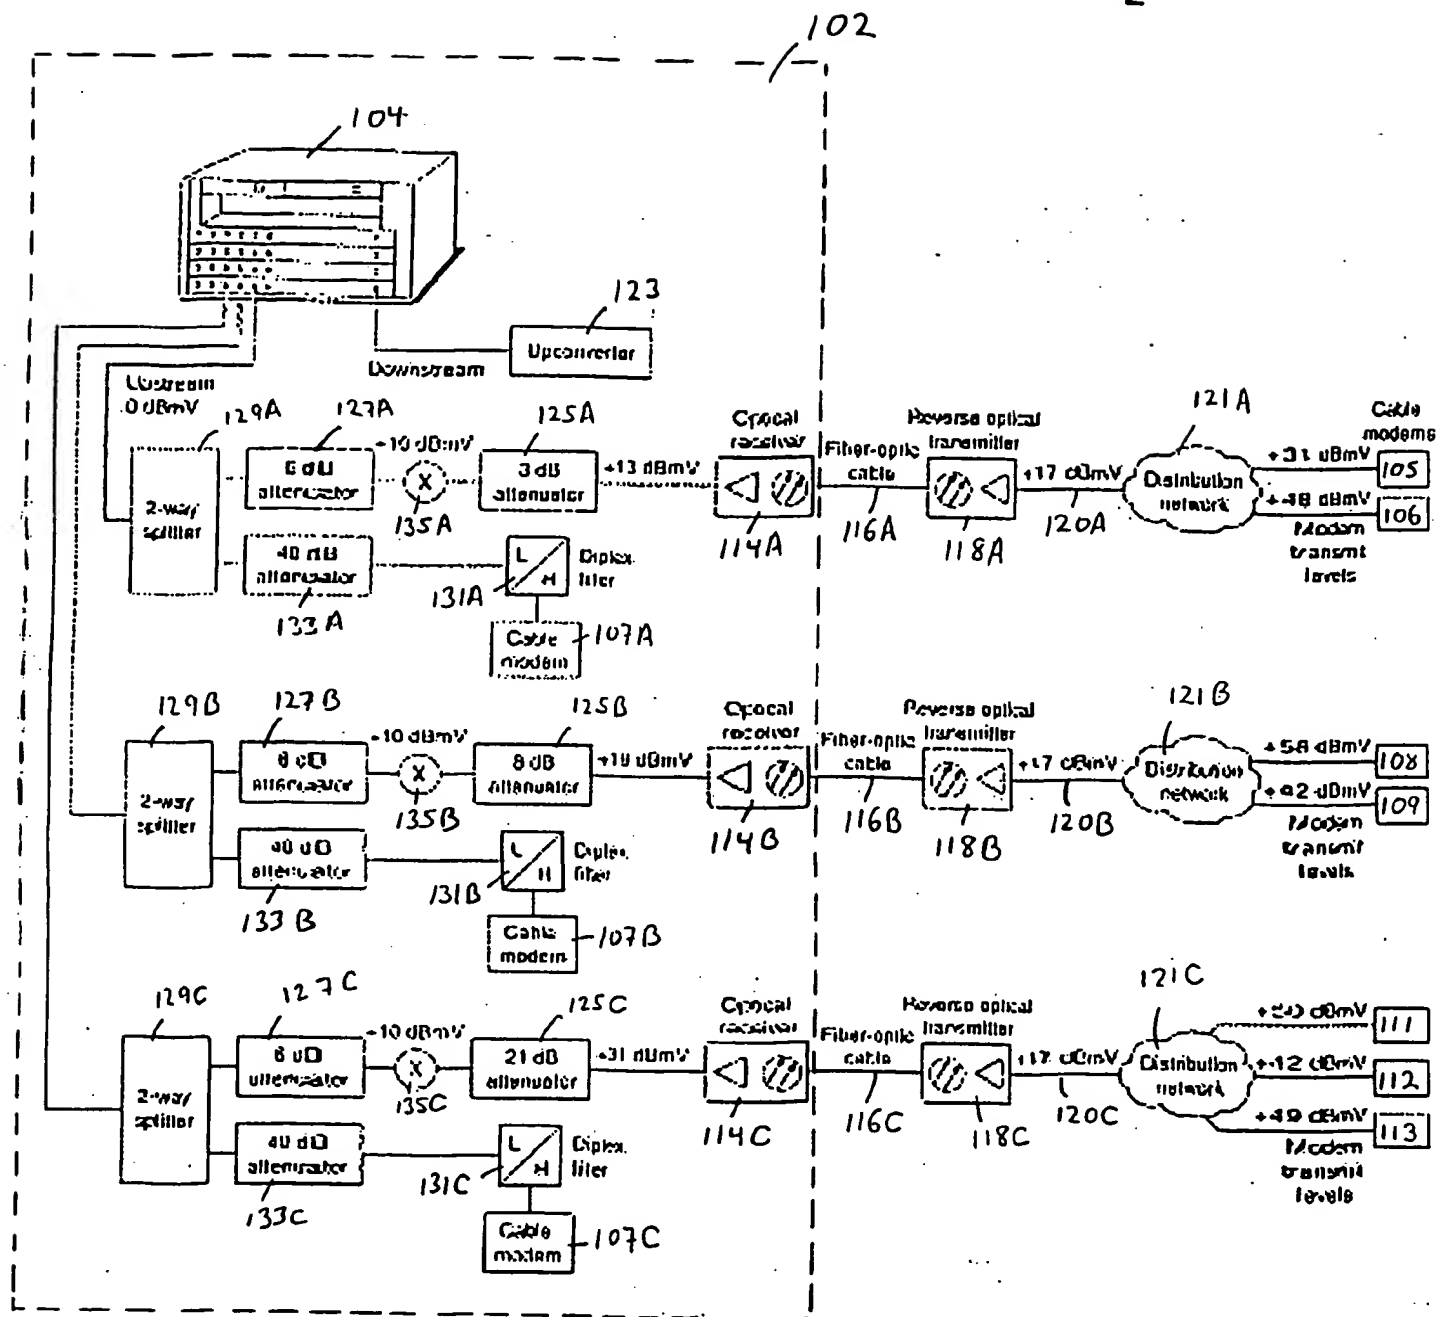 102
104
123
Upconverter
Downstream
Upstream
0 dBmV
129A
127A
+10 dBmV
125A
Optical
receiver
Reverse optical
transmitter
121A
Cable
modems
2-way
splitter
6 dB
attenuator
X
135A
3 dB
attenuator
+13 dBmV
114A
Fiber-optic
cable
116A
118A
+17 dBmV
120A
Distribution
network
+31 dBmV
105
+48 dBmV
106
Modem
transmit
levels
40 dB
attenuator
133A
L
H
131A
Diplex
filter
Cable
modem
107A
129B
127B
+10 dBmV
125B
Optical
receiver
Reverse optical
transmitter
121B
2-way
splitter
attenuator
X
135B
8 dB
attenuator
114B
Fiber-optic
cable
116B
118B
+17 dBmV
120B
Distribution
network
108
109
Modem
transmit
levels
40 dB
attenuator
133B
L
H
131B
Diplex
filter
Cable
modem
107B
129C
127C
+10 dBmV
125C
Optical
receiver
Reverse optical
transmitter
121C
2-way
splitter
6 dB
attenuator
X
135C
21 dB
attenuator
+31 dBmV
114C
Fiber-optic
cable
116C
118C
+17 dBmV
120C
Distribution
network
111
112
+49 dBmV
113
Modem
transmit
levels
40 dB
attenuator
133C
L
H
131C
Diplex
filter
Cable
modem
107C